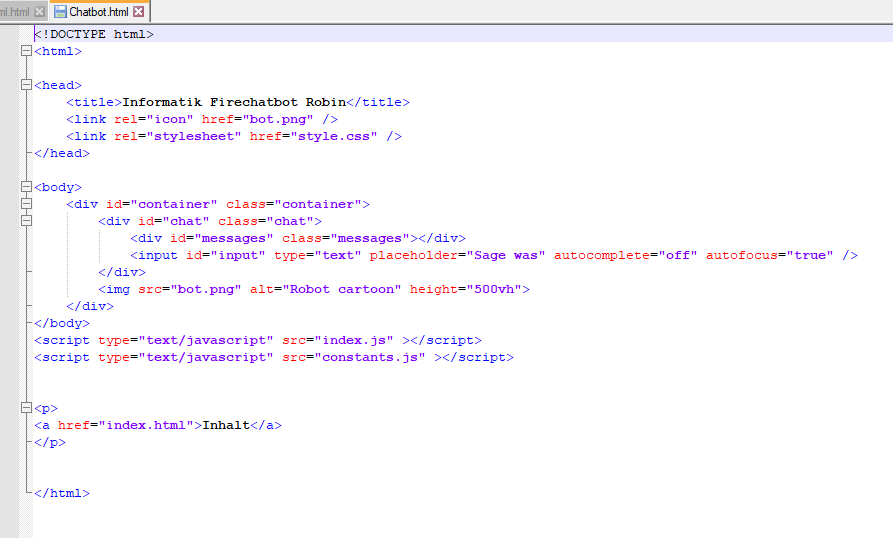 ml.html Chatbot.html
<!DOCTYPE html>
<html>
<head>
<title>Informatik Firechatbot Robin</title>
<link rel="icon" href="bot.png" />
<link rel="stylesheet" href="style.css" />
</head>
<body>
<div id="container" class="container">
<div id="chat" class="chat">
<div id="messages" class="messages"></div>
<input id="input" type="text" placeholder="Sage was" autocomplete="off" autofocus="true" />
</div>
<img src="bot.png" alt="Robot cartoon" height="500vh">
</div>
</body>
<script type="text/javascript" src="index.js" ></script>
<script type="text/javascript" src="constants.js" ></script>
<p>
<a href="index.html">Inhalt</a>
</p>
</html>